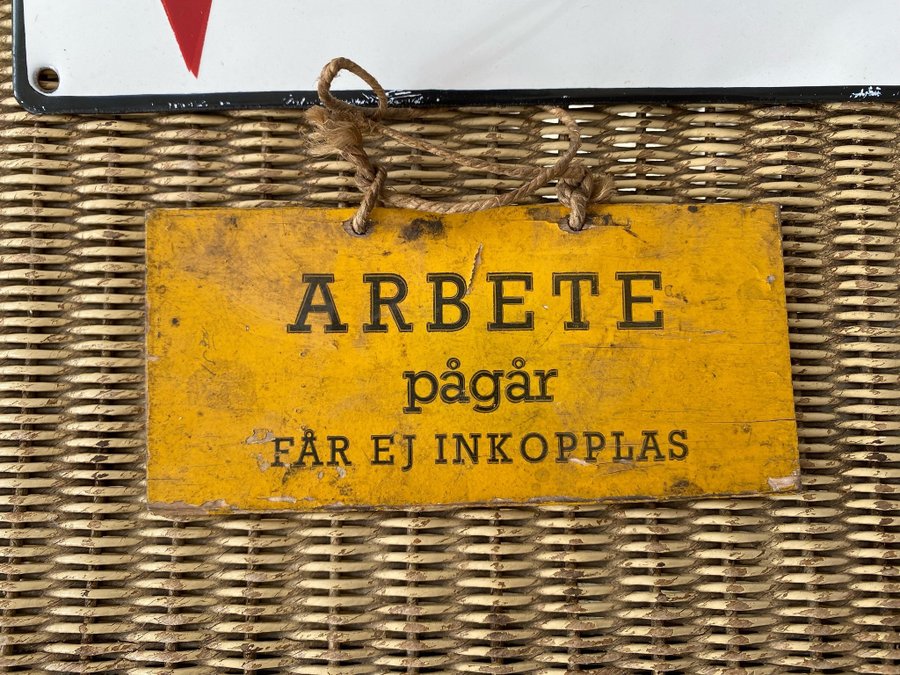 ARBETE
pågår
FÅR EJ INKOPPLAS